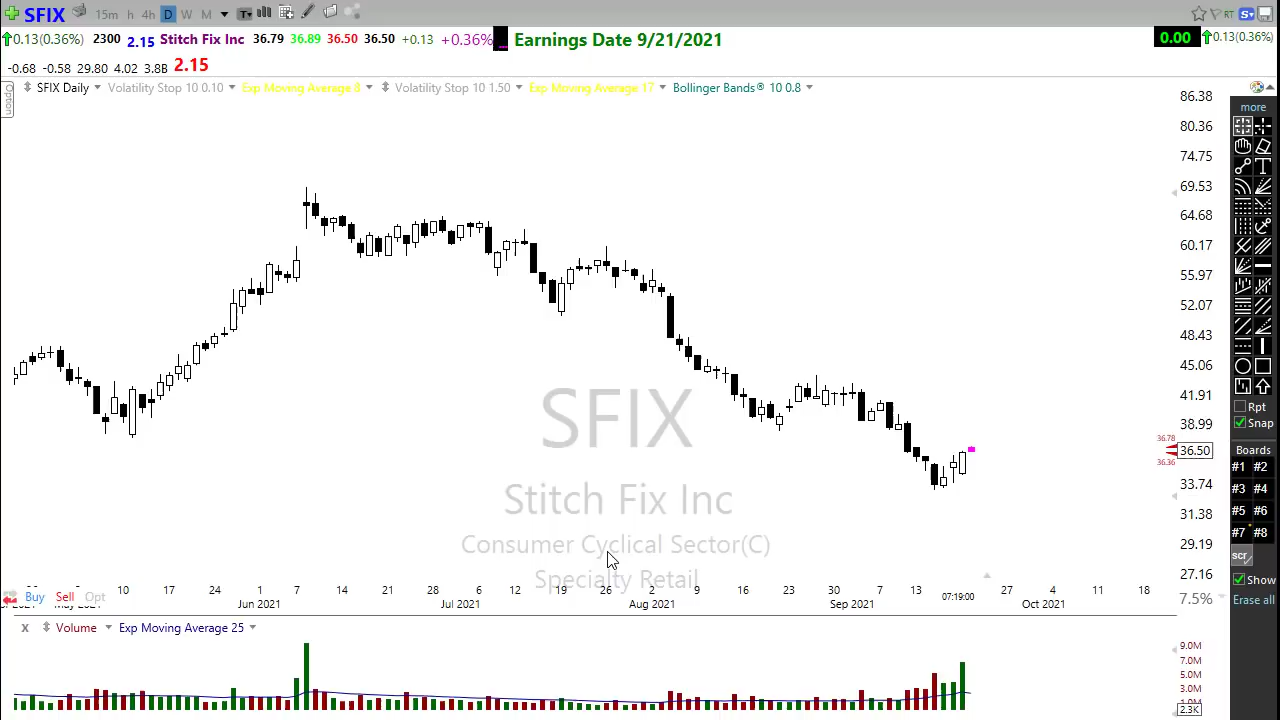 SFIX 15m h 4h D W M T RT S
0.13(0.36%) 2300 2.15 Stitch Fix Inc 36.79 36.89 36.50 36.50 +0.13 +0.36% Earnings Date 9/21/2021 0.00 0.13(0.36%)
-0.68 -0.58 29.80 4.02 3.8B 2.15
Option
SFIX Daily Volatility Stop 10 0.10 Exp Moving Average 8 Volatility Stop 10 1.50 Exp Moving Average 17 Bollinger Bands® 10 0.8
more
86.38
80.36
74.75
69.53
64.68
60.17
55.97
52.07
48.43
45.06
41.91
38.99
36.78
36.50
36.36
33.74
31.38
29.19
27.16
7.5%
T
Rpt
Snap
Boards
#1 #2
#3 #4
#5 #6
#7 #8
scr
Show
Erase all
SFIX
Stitch Fix Inc
Consumer Cyclical Sector(C)
Specialty Retail
10 17 24 1 7 14 21 28 6 12 19 26 2 9 16 23 30 7 13 07:19:00 27 4 11 18
Buy Sell Opt
Jun 2021 Jul 2021 Aug 2021 Sep 2021 Oct 2021
X Volume Exp Moving Average 25
9.0M
7.0M
5.0M
3.0M
2.3K